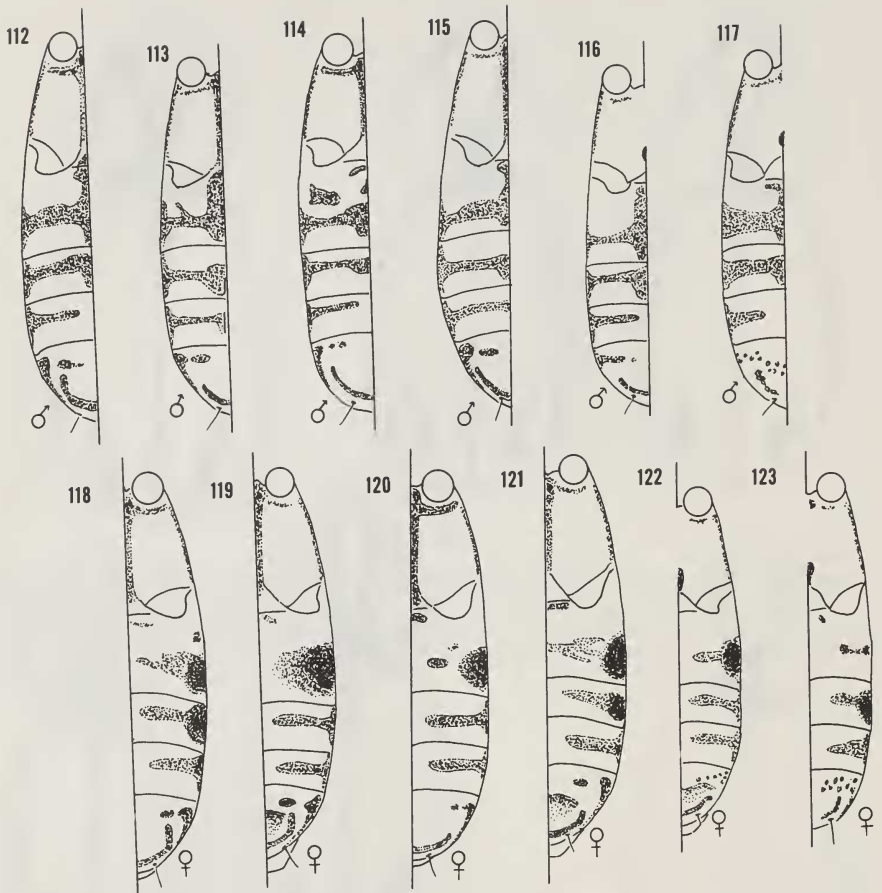 112 113 114 115 116 117
♂ ♂ ♂ ♂ ♂ ♂
118 119 120 121 122 123
♀ ♀ ♀ ♀ ♀ ♀